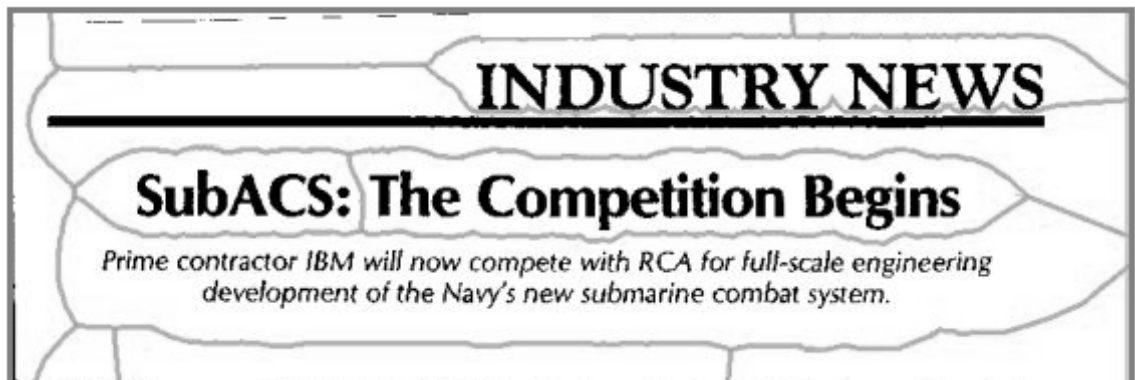 INDUSTRY NEWS
SubACS: The Competition Begins
Prime contractor IBM will now compete with RCA for full-scale engineering
development of the Navy's new submarine combat system.